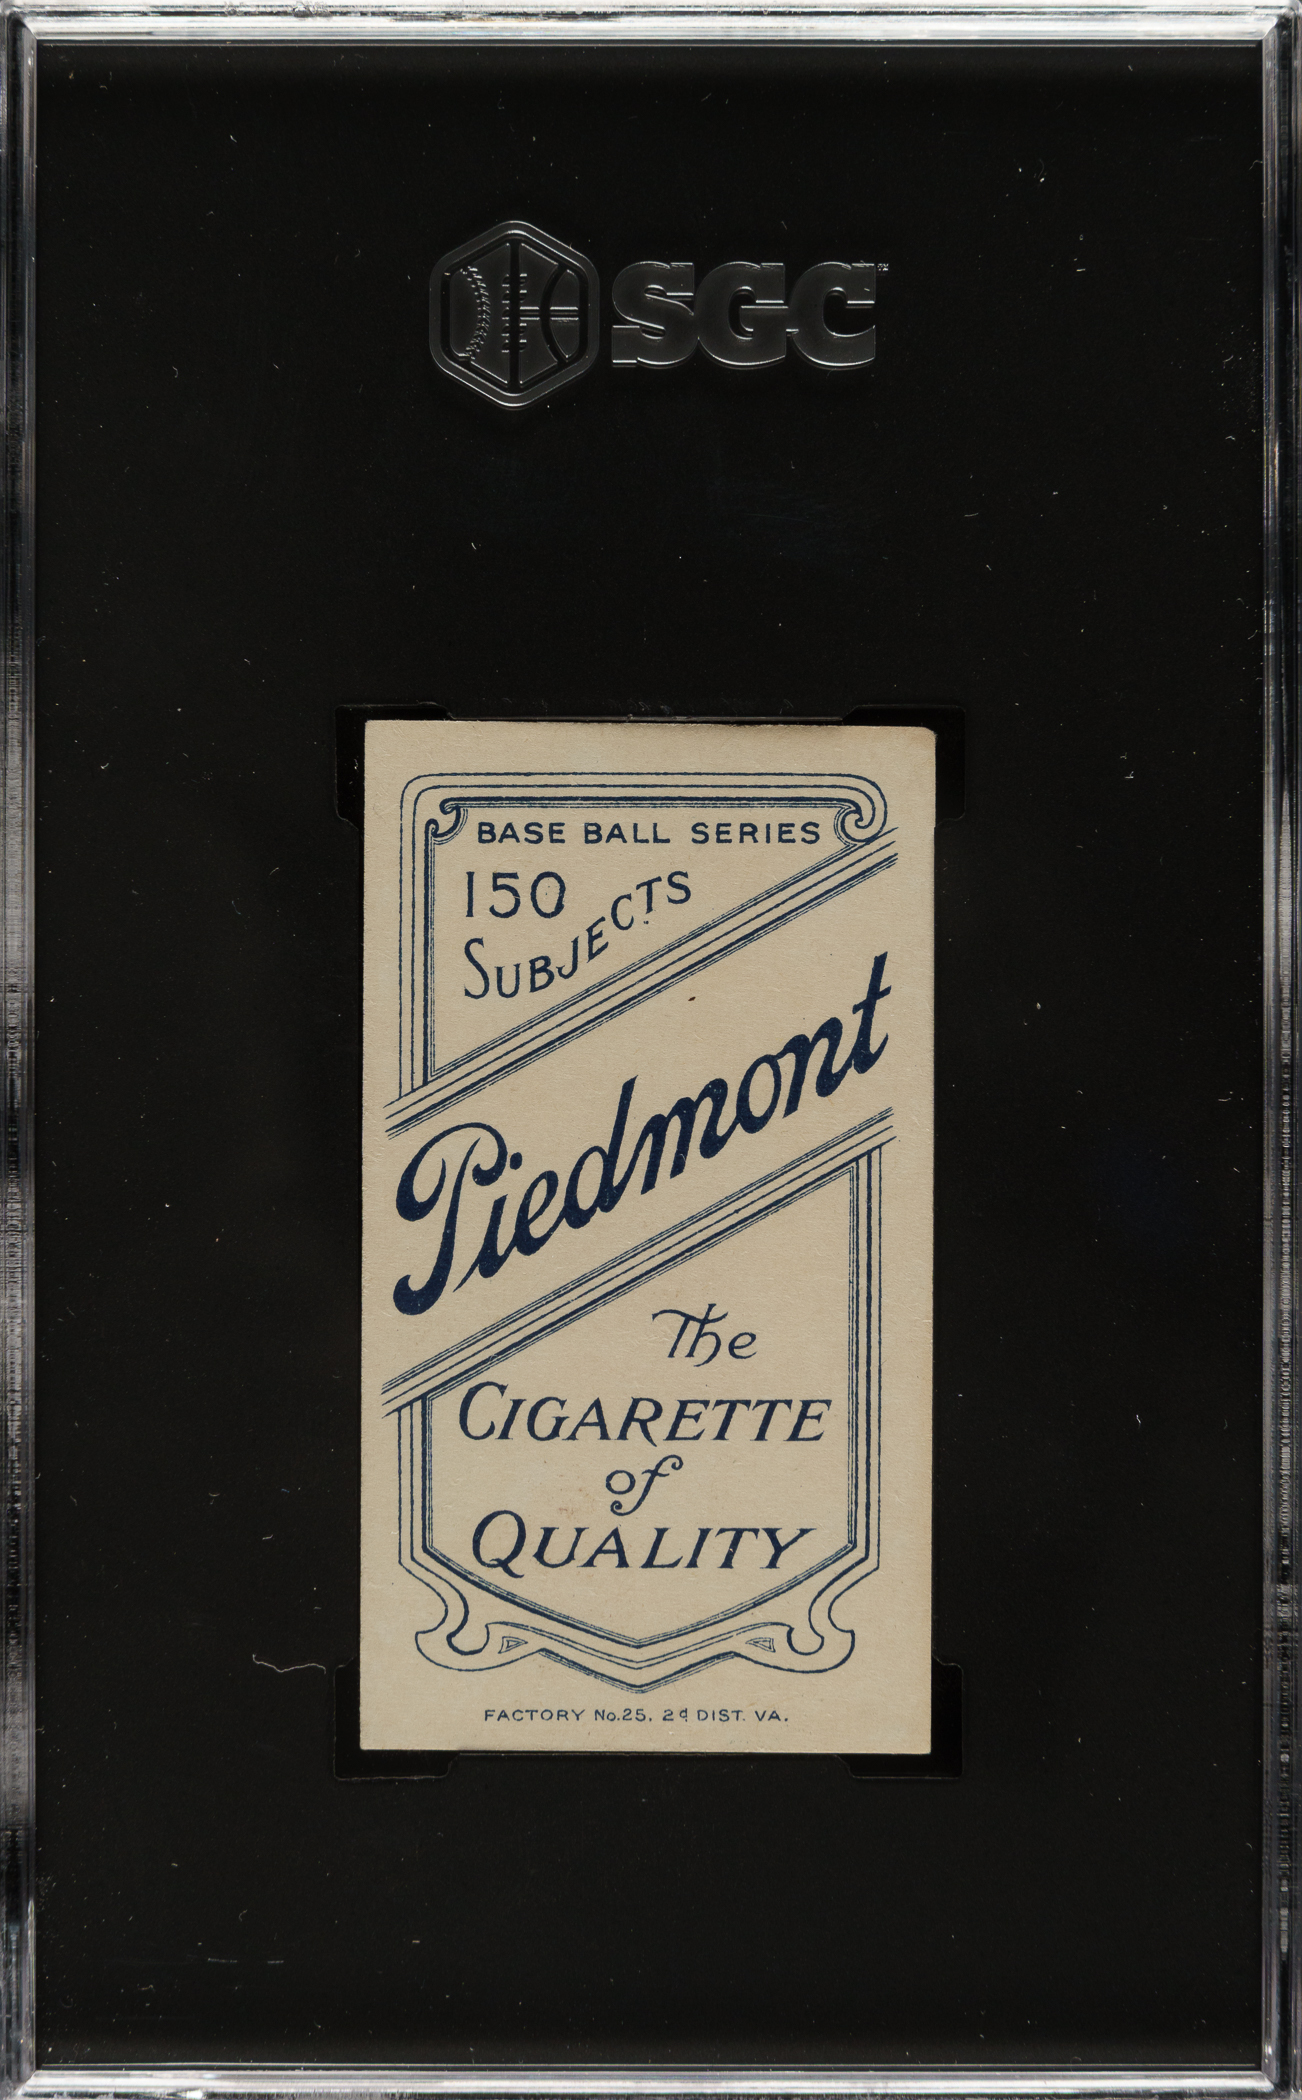 SGC
BASE BALL SERIES
150
SUBJECTS
Piedmont
The
CIGARETTE
of
QUALITY
FACTORY No.25. 2d DIST. VA.